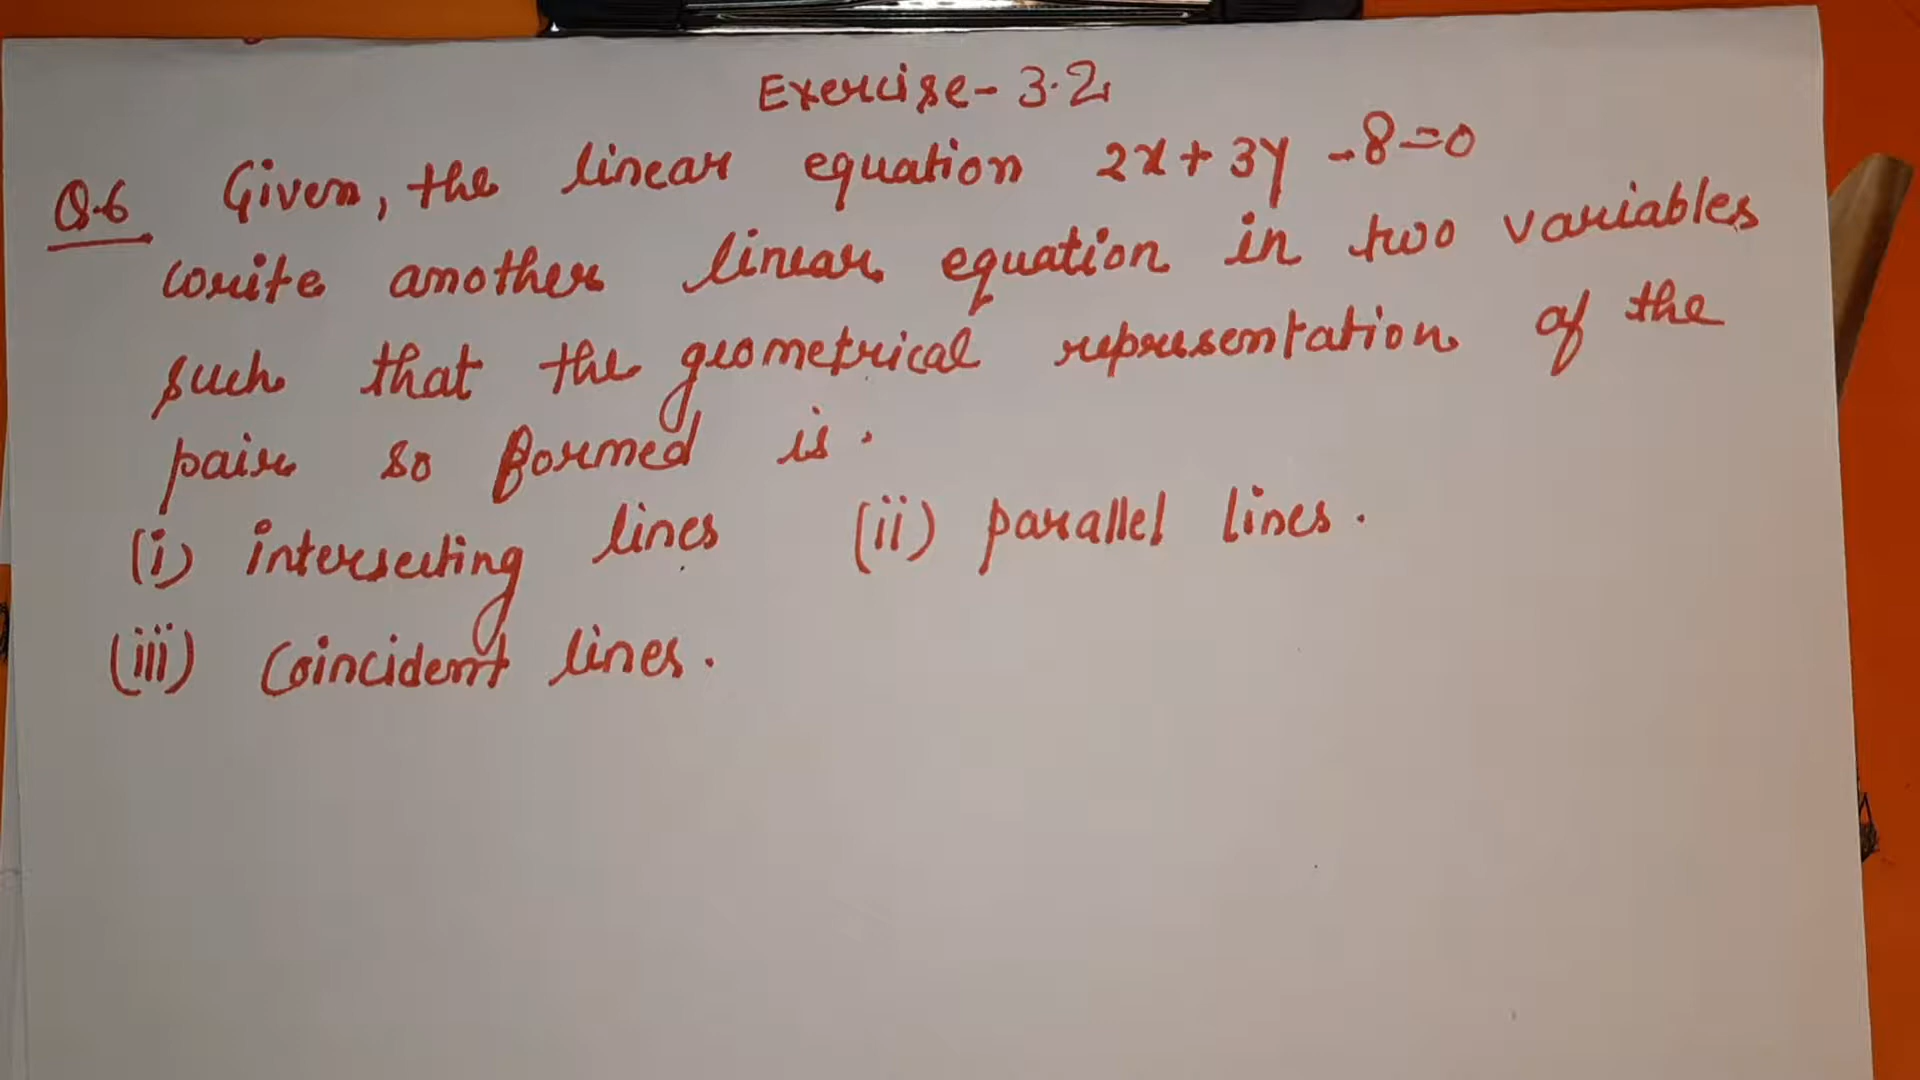 Exercise- 3.2
Q.6 Given, the linear equation 2x+3y -8=0
write another linear equation in two variables
such that the geometrical representation of the
pair so formed is.
(i) intersecting lines (ii) parallel lines.
(iii) Coincident lines.